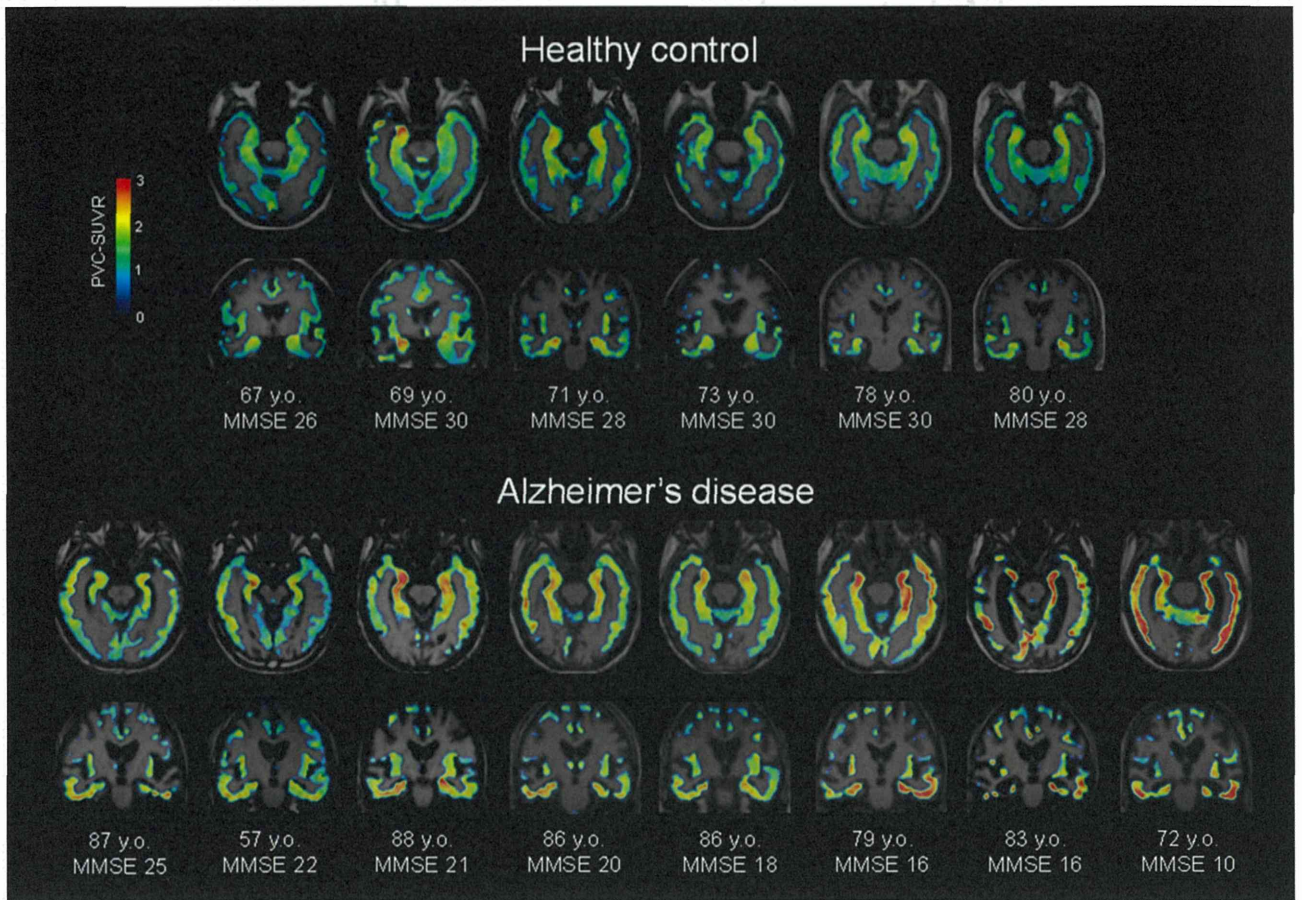 Healthy control
PVC-SUVR
3
2
1
0
67 y.o.
MMSE 26
69 y.o.
MMSE 30
71 y.o.
MMSE 28
73 y.o.
MMSE 30
78 y.o.
MMSE 30
80 y.o.
MMSE 28
Alzheimer's disease
87 y.o.
MMSE 25
57 y.o.
MMSE 22
88 y.o.
MMSE 21
86 y.o.
MMSE 20
86 y.o.
MMSE 18
79 y.o.
MMSE 16
83 y.o.
MMSE 16
72 y.o.
MMSE 10